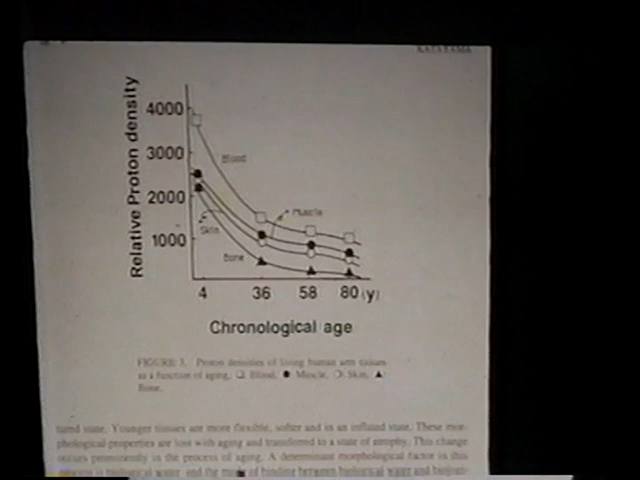 KATAYAMA
Relative Proton density
4000
3000
2000
1000
Blood
Muscle
Skin
Bone
4 36 58 80 (y)
Chronological age
FIGURE 3. Proton densities of living human arm tissues
as a function of aging, □ Blood, ● Muscle, ○ Skin, ▲
Bone.
tured state. Younger tissues are more flexible, softer and in an inflated state. These mor-
phological properties are lost with aging and transferred to a state of atrophy. This change
occurs prominently in the process of aging. A determinant morphological factor in this
process is biological water, and the of binding between biological water and